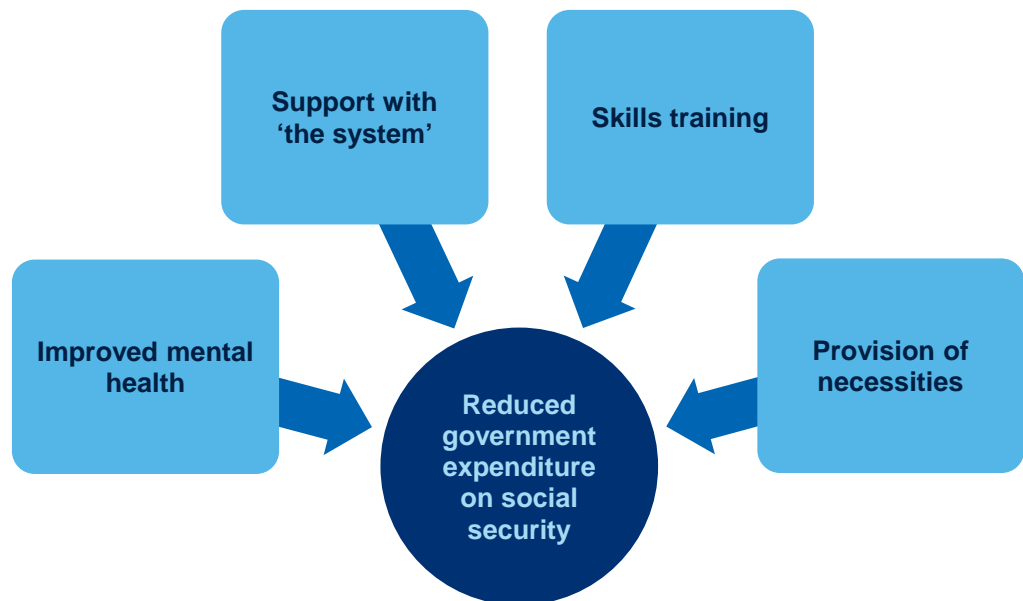 Support with
‘the system’
Skills training
Improved mental
health
Provision of
necessities
Reduced
government
expenditure
on social
security